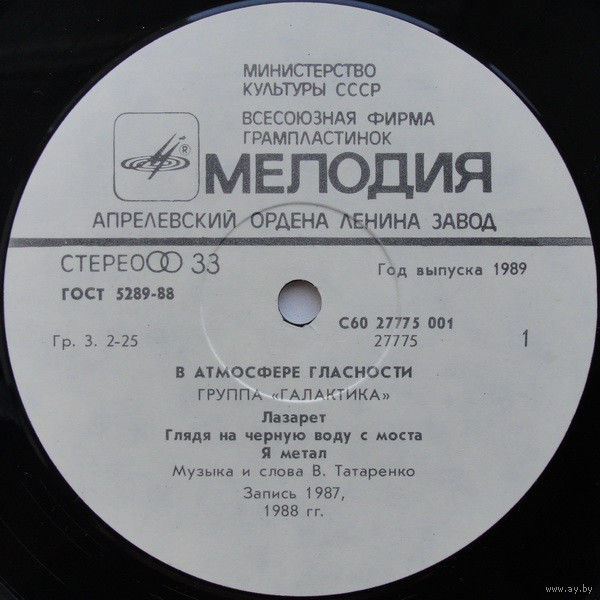 МИНИСТЕРСТВО
КУЛЬТУРЫ СССР
ВСЕСОЮЗНАЯ ФИРМА
ГРАМПЛАСТИНОК
® МЕЛОДИЯ
АПРЕЛЕВСКИЙ ОРДЕНА ЛЕНИНА ЗАВОД
СТЕРЕО 33
Год выпуска 1989
ГОСТ 5289-88
С60 27775 001
Гр. 3. 2-25
27775
1
В АТМОСФЕРЕ ГЛАСНОСТИ
ГРУППА «ГАЛАКТИКА»
Лазарет
Глядя на черную воду с моста
Я метал
Музыка и слова В. Татаренко
Запись 1987,
1988 гг.
© www.ay.by